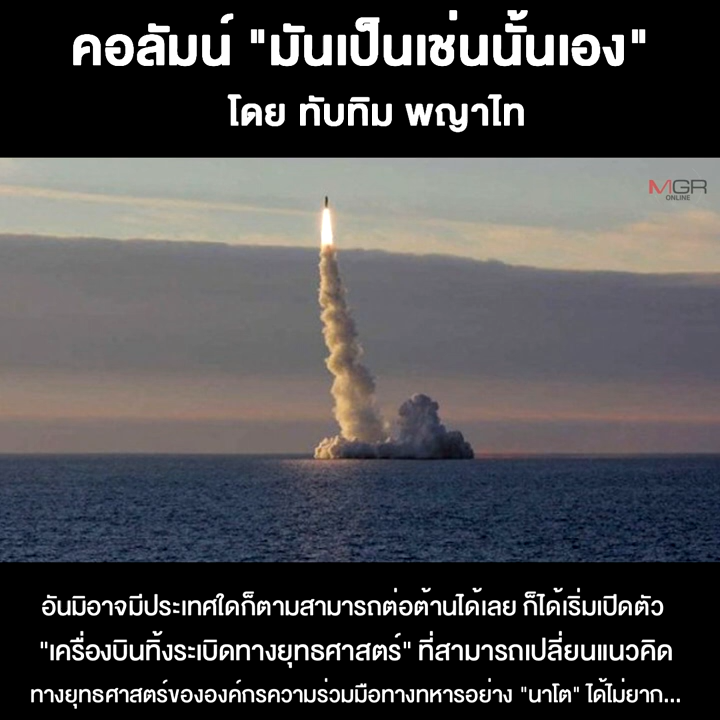 คอลัมน์ "มันเป็นเช่นนั้นเอง"
โดย ทับทิม พญาไท
MGR
ONLINE
อันมิอาจมีประเทศใดก็ตามสามารถต่อต้านได้เลย ก็ได้เริ่มเปิดตัว
"เครื่องบินทิ้งระเบิดทางยุทธศาสตร์" ที่สามารถเปลี่ยนแนวคิด
ทางยุทธศาสตร์ขององค์กรความร่วมมือทางทหารอย่าง "นาโต" ได้ไม่ยาก...